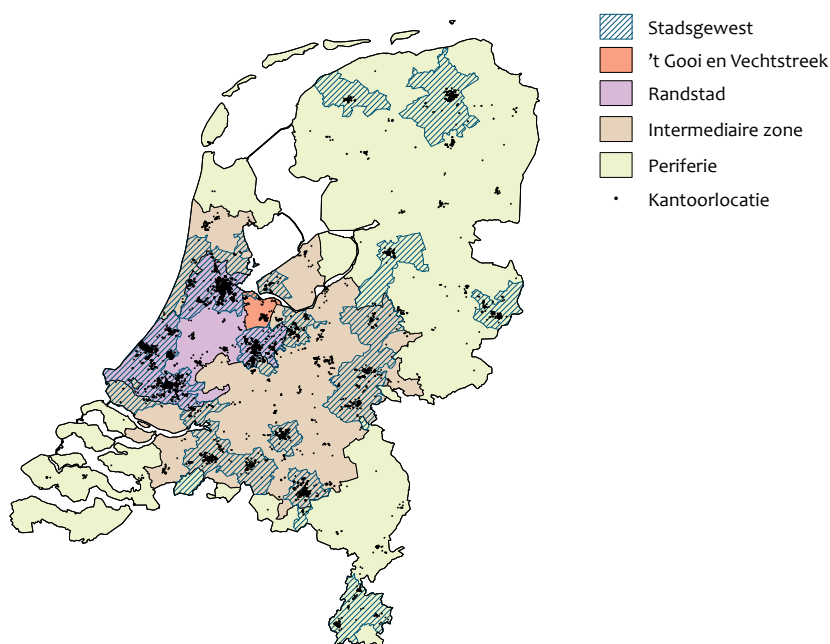 Stadsgewest
't Gooi en Vechtstreek
Randstad
Intermediaire zone
Periferie
Kantoorlocatie